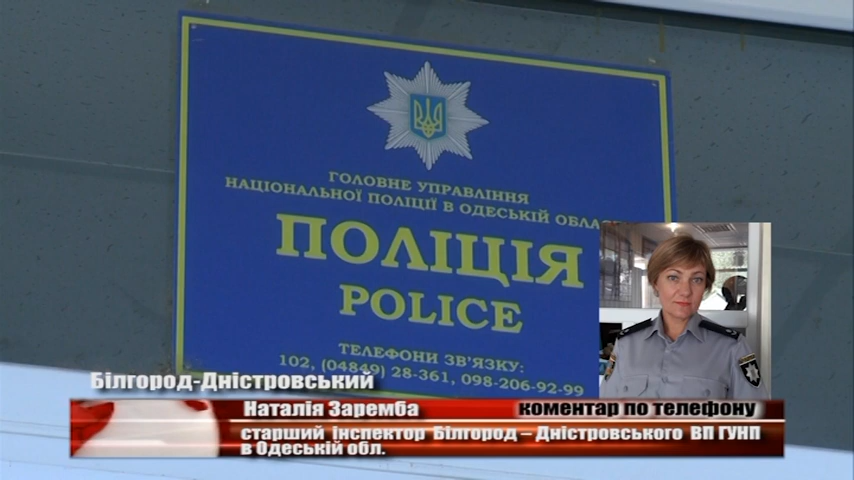 ГОЛОВНЕ УПРАВЛІННЯ
НАЦІОНАЛЬНОЇ ПОЛІЦІЇ В ОДЕСЬКІЙ
ПОЛІЦІЯ
POLICE
ТЕЛЕФОНИ ЗВ'ЯЗКУ:
102, (04849) 28-361, 098-206-92-99
Білгород-Дністровський
Наталія Заремба коментар по телефону
старший інспектор Білгород – Дністровського ВП ГУНП
в Одеській обл.